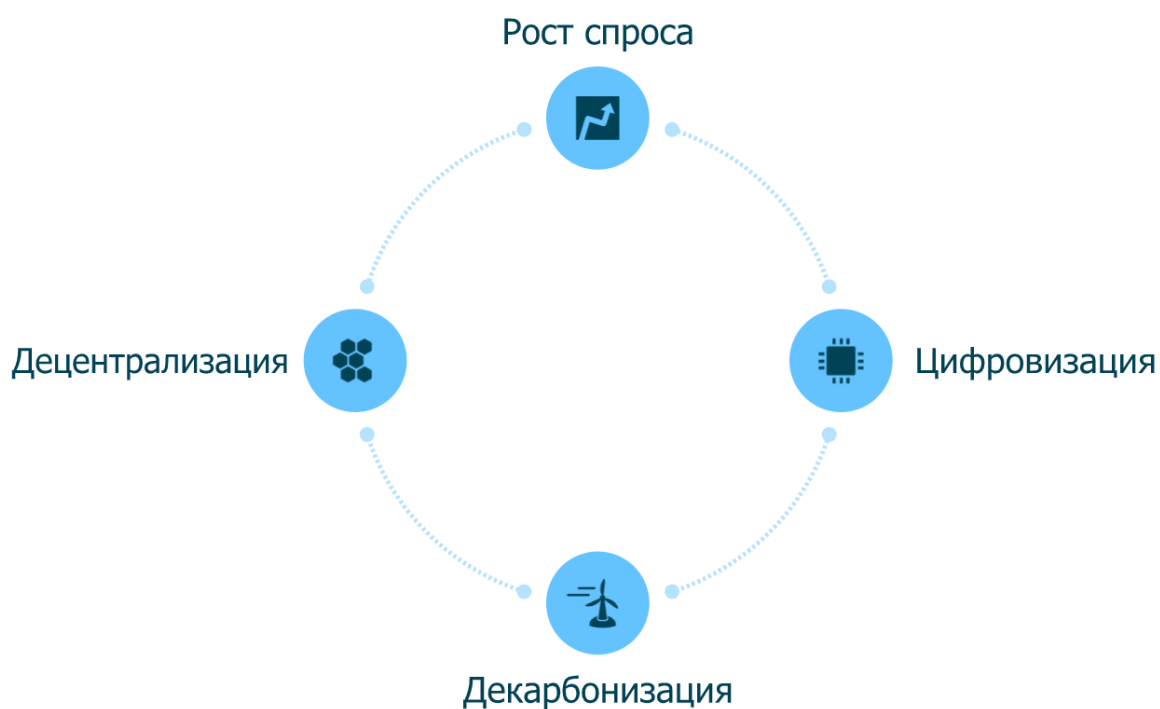 Рост спроса
Децентрализация
Цифровизация
Декарбонизация